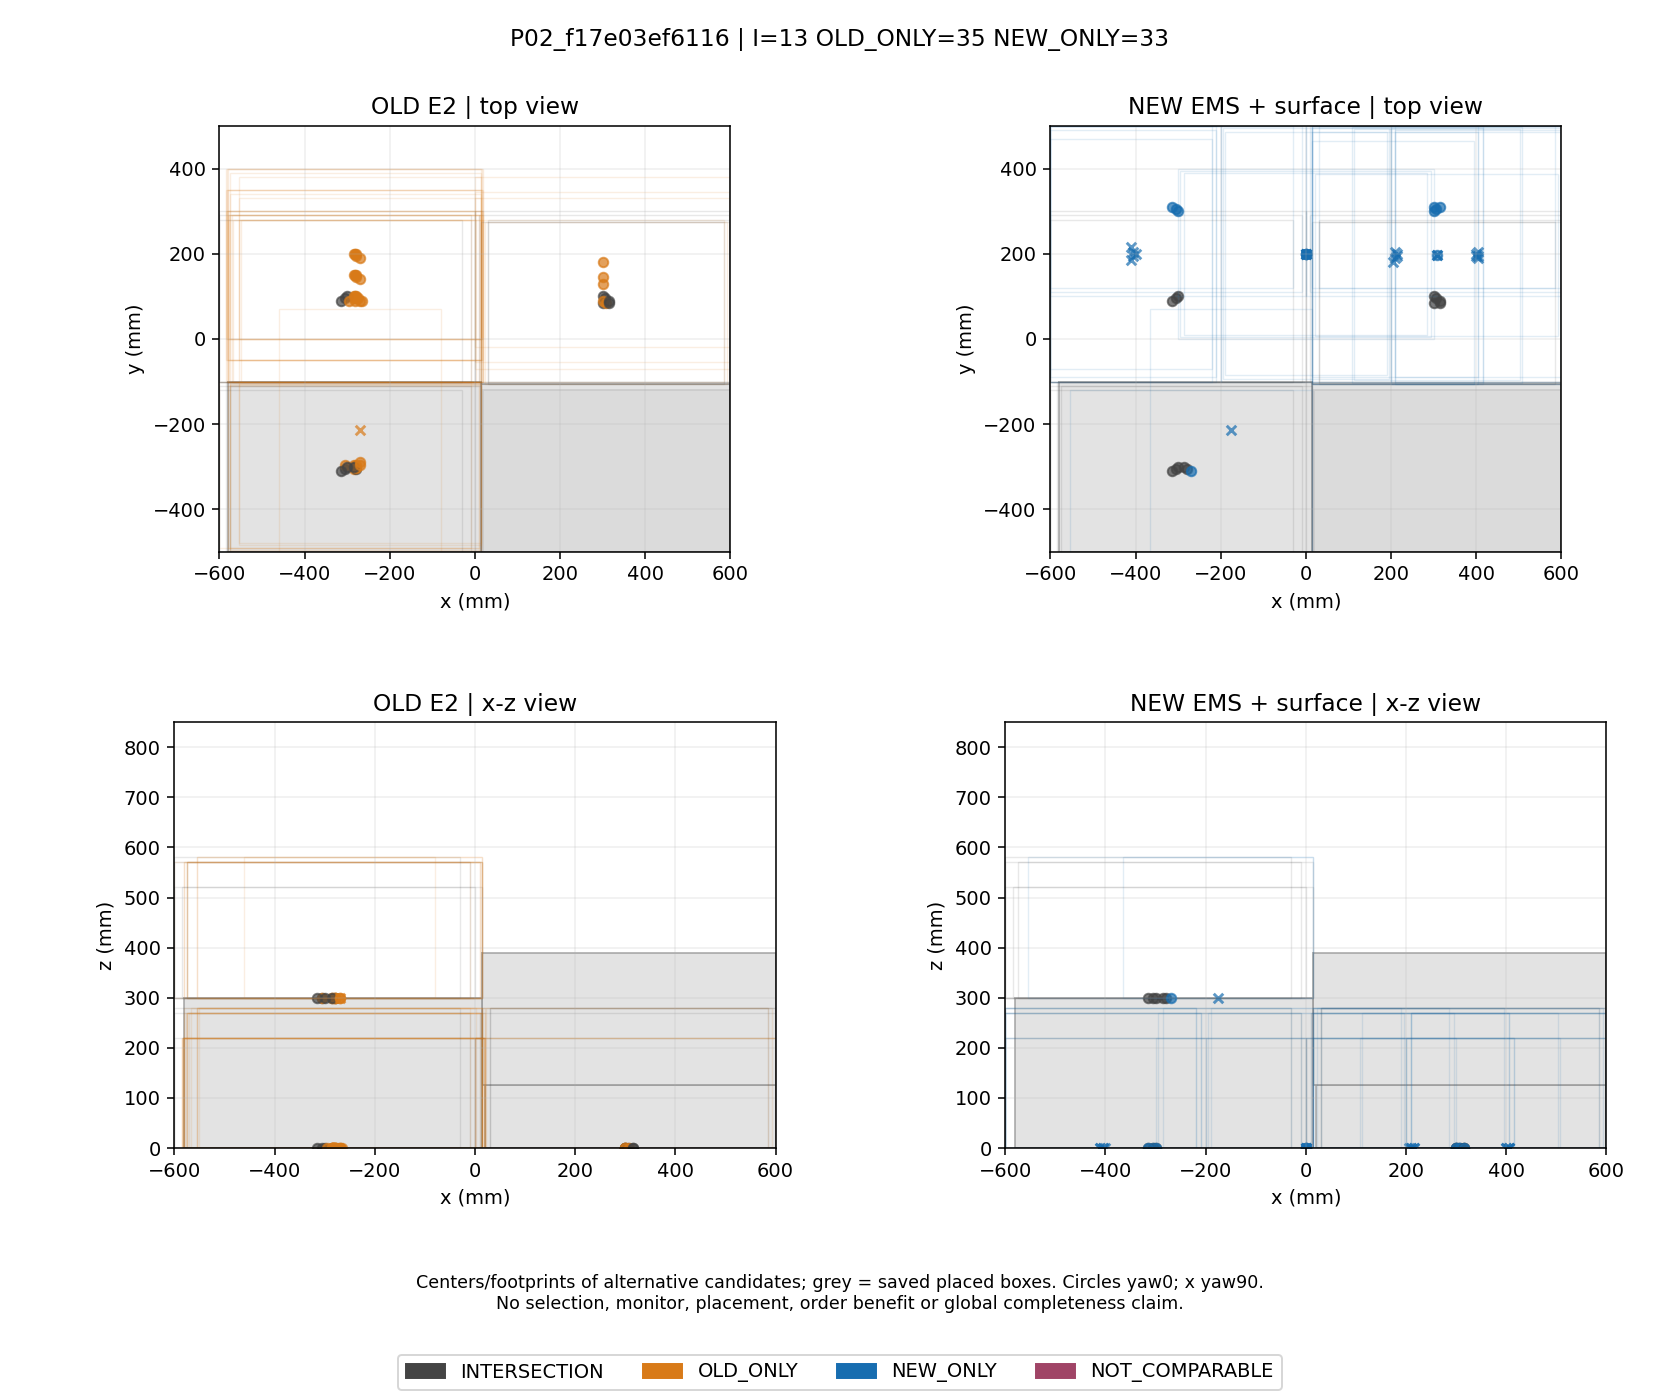 P02_f17e03ef6116 | I=13 OLD_ONLY=35 NEW_ONLY=33
OLD E2 | top view
400
200
0
−200
−400
y (mm)
−600 −400 −200 0 200 400 600
x (mm)
NEW EMS + surface | top view
400
200
0
−200
−400
y (mm)
−600 −400 −200 0 200 400 600
x (mm)
OLD E2 | x-z view
800
700
600
500
400
300
200
100
0
z (mm)
−600 −400 −200 0 200 400 600
x (mm)
NEW EMS + surface | x-z view
800
700
600
500
400
300
200
100
0
z (mm)
−600 −400 −200 0 200 400 600
x (mm)
Centers/footprints of alternative candidates; grey = saved placed boxes. Circles yaw0; x yaw90.
No selection, monitor, placement, order benefit or global completeness claim.
INTERSECTION OLD_ONLY NEW_ONLY NOT_COMPARABLE